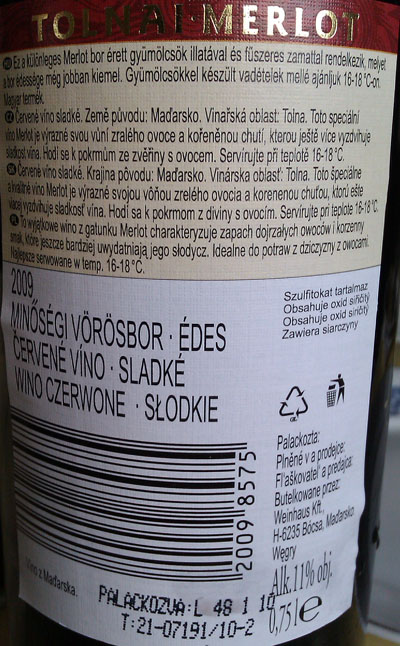 TOLNAI·MERLOT
HU Ez a különleges Merlot bor érett gyümölcsök illatával és fűszeres zamattal rendelkezik, melyet
a bor édessége még jobban kiemel. Gyümölcsökkel készült vadételek mellé ajánljuk 16-18 °C-on.
Magyar termék.
CZ Červené víno sladké. Země původu: Maďarsko. Vinařská oblast: Tolna. Toto speciální
víno Merlot je výrazné svou vůní zralého ovoce a kořeněnou chutí, kterou ještě více vyzdvihuje
sladkost vína. Hodí se k pokrmům ze zvěřiny s ovocem. Servírujte při teplotě 16-18°C.
SK Červené víno sladké. Krajina pôvodu: Maďarsko. Vinárska oblasť: Tolna. Toto špeciálne
a kvalitné víno Merlot je výrazné svojou vôňou zrelého ovocia a korenenou chuťou, ktorú ešte
viacej vyzdvihuje sladkosť vína. Hodí sa k pokrmom z diviny s ovocím. Servírujte pri teplote 16-18°C.
PL To wyjątkowe wino z gatunku Merlot charakteryzuje zapach dojrzałych owoców i korzenny
smak, które jeszcze bardziej uwydatniają jego słodycz. Idealne do potraw z dziczyzny z owocami.
Najlepsze serwowane w temp. 16-18°C.
2009
MINŐSÉGI VÖRÖSBOR · ÉDES
ČERVENÉ VÍNO · SLADKÉ
WINO CZERWONE · SŁODKIE
Szulfitokat tartalmaz
Obsahuje oxid siřičitý
Obsahuje oxid siričitý
Zawiera siarczyny
2009 8575
Palackozta:
Plněné v a prodejce:
Fľaškovateľ a predajca:
Butelkowane przez:
Weinhaus Kft.,
H-6235 Bócsa, Maďarsko,
Węgry
Alk.11% obj.
0,75 l e
Víno z Maďarska.
PALACKOZVA:L 48 1 10
T:21-07191/10-2